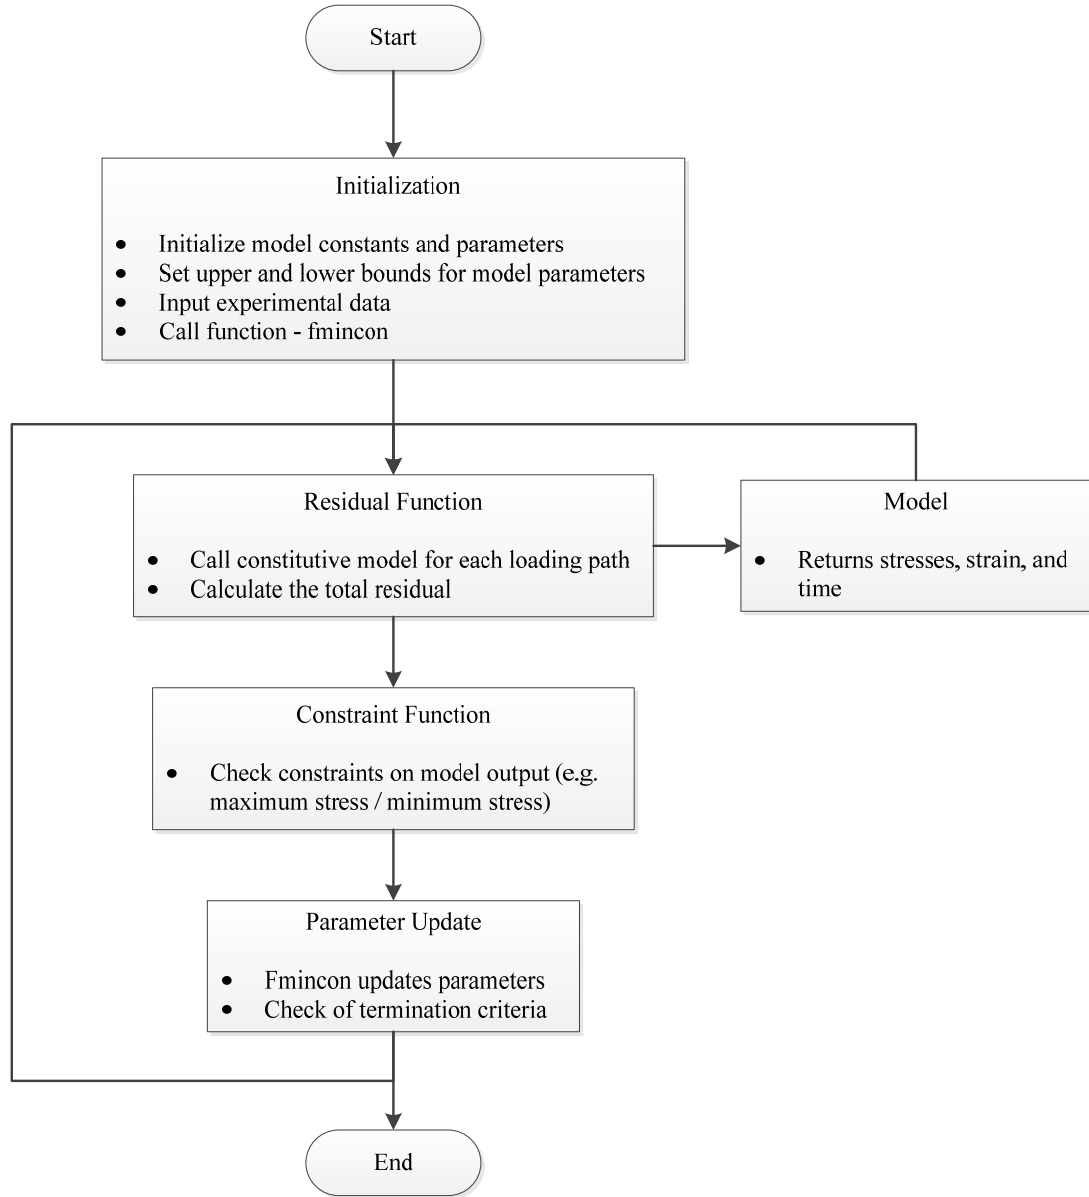 Start
Initialization
• Initialize model constants and parameters
• Set upper and lower bounds for model parameters
• Input experimental data
• Call function - fmincon
Residual Function
• Call constitutive model for each loading path
• Calculate the total residual
Model
• Returns stresses, strain, and
time
Constraint Function
• Check constraints on model output (e.g.
maximum stress / minimum stress)
Parameter Update
• Fmincon updates parameters
• Check of termination criteria
End